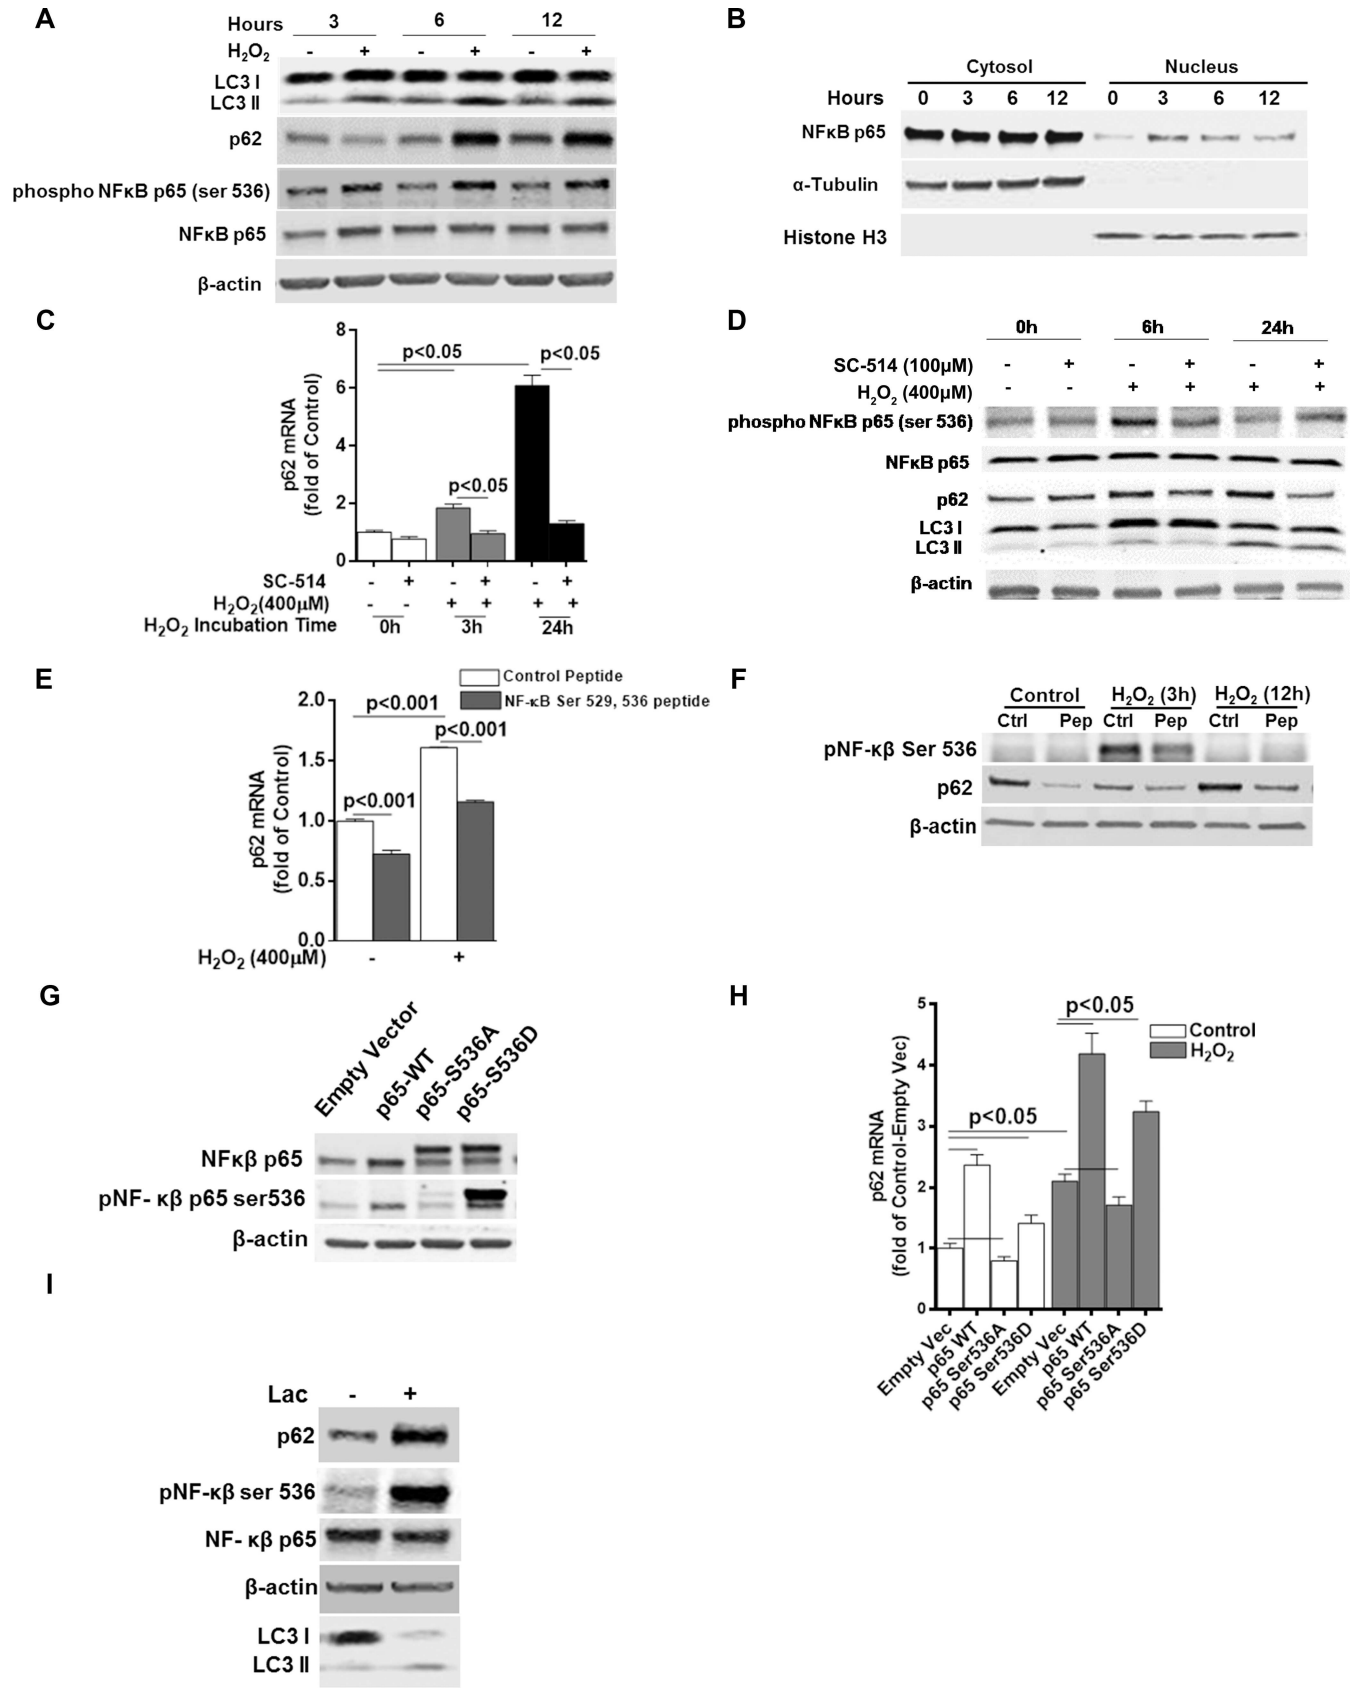 A
Hours 3 6 12
H₂O₂ - + - + - +
LC3 I
LC3 II
p62
phospho NFκB p65 (ser 536)
NFκB p65
β-actin
B
Cytosol Nucleus
Hours 0 3 6 12 0 3 6 12
NFκB p65
α-Tubulin
Histone H3
C
p62 mRNA
(fold of Control)
8
6
4
2
0
p<0.05
p<0.05
p<0.05
SC-514 - + - + - +
H₂O₂(400μM) - - + + + +
H₂O₂ Incubation Time 0h 3h 24h
D
0h 6h 24h
SC-514 (100μM) - + - + - +
H₂O₂ (400μM) - - + + + +
phospho NFκB p65 (ser 536)
NFκB p65
p62
LC3 I
LC3 II
β-actin
E
Control Peptide
NF-κB Ser 529, 536 peptide
p62 mRNA
(fold of Control)
2.0
1.5
1.0
0.5
0.0
p<0.001
p<0.001
p<0.001
H₂O₂ (400μM) - +
F
Control H₂O₂ (3h) H₂O₂ (12h)
Ctrl Pep Ctrl Pep Ctrl Pep
pNF-κβ Ser 536
p62
β-actin
G
Empty Vector
p65-WT
p65-S536A
p65-S536D
NFκβ p65
pNF- κβ p65 ser536
β-actin
H
p62 mRNA
(fold of Control-Empty Vec)
5
4
3
2
1
0
p<0.05
p<0.05
Control
H₂O₂
Empty Vec
p65 WT
p65 Ser536A
p65 Ser536D
Empty Vec
p65 WT
p65 Ser536A
p65 Ser536D
I
Lac - +
p62
pNF-κβ ser 536
NF- κβ p65
β-actin
LC3 I
LC3 II